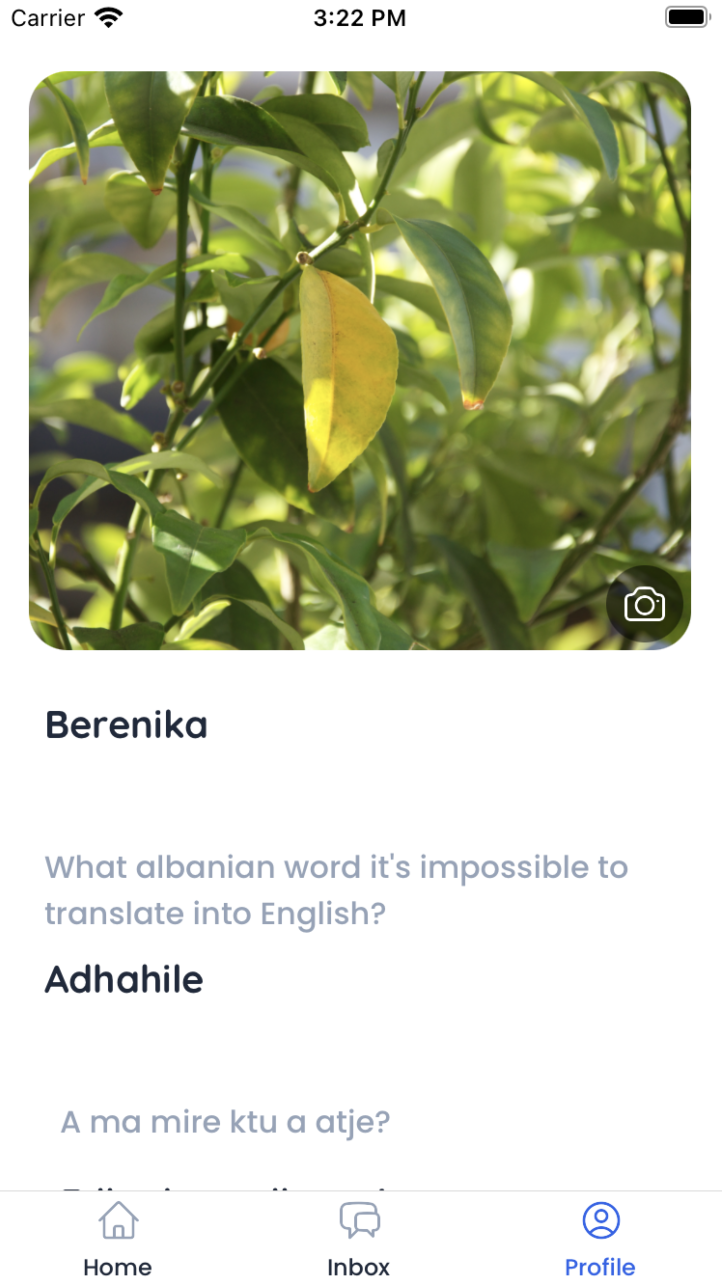 Carrier
3:22 PM
Berenika
What albanian word it's impossible to
translate into English?
Adhahile
A ma mire ktu a atje?
Home
Inbox
Profile